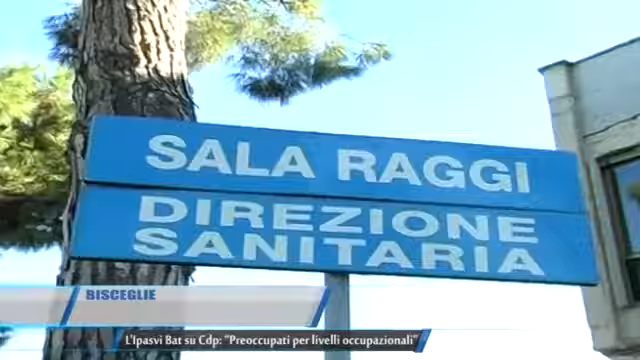 SALA RAGGI
DIREZIONE
SANITARIA
BISCEGLIE
L'Ipasvi Bat su Cdp: "Preoccupati per livelli occupazionali"